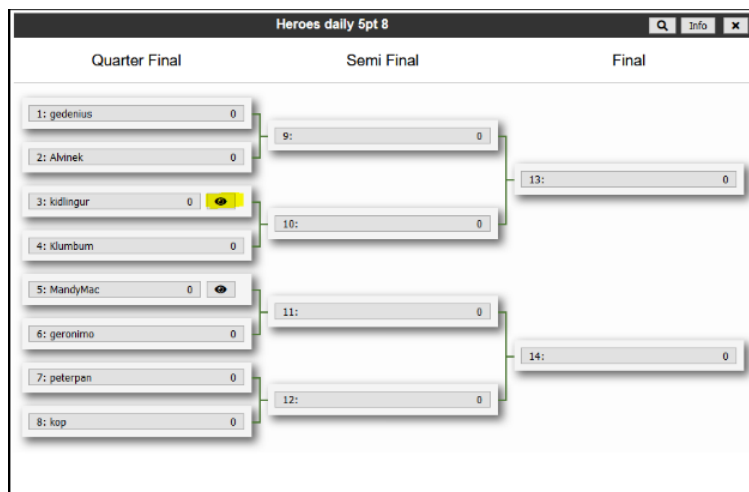 Heroes daily 5pt 8
Info
Quarter Final
Semi Final
Final
1: gedenius 0
2: Alvinek 0
3: kidlingur 0
4: Klumbum 0
5: MandyMac 0
6: geronimo 0
7: peterpan 0
8: kop 0
9: 0
10: 0
11: 0
12: 0
13: 0
14: 0